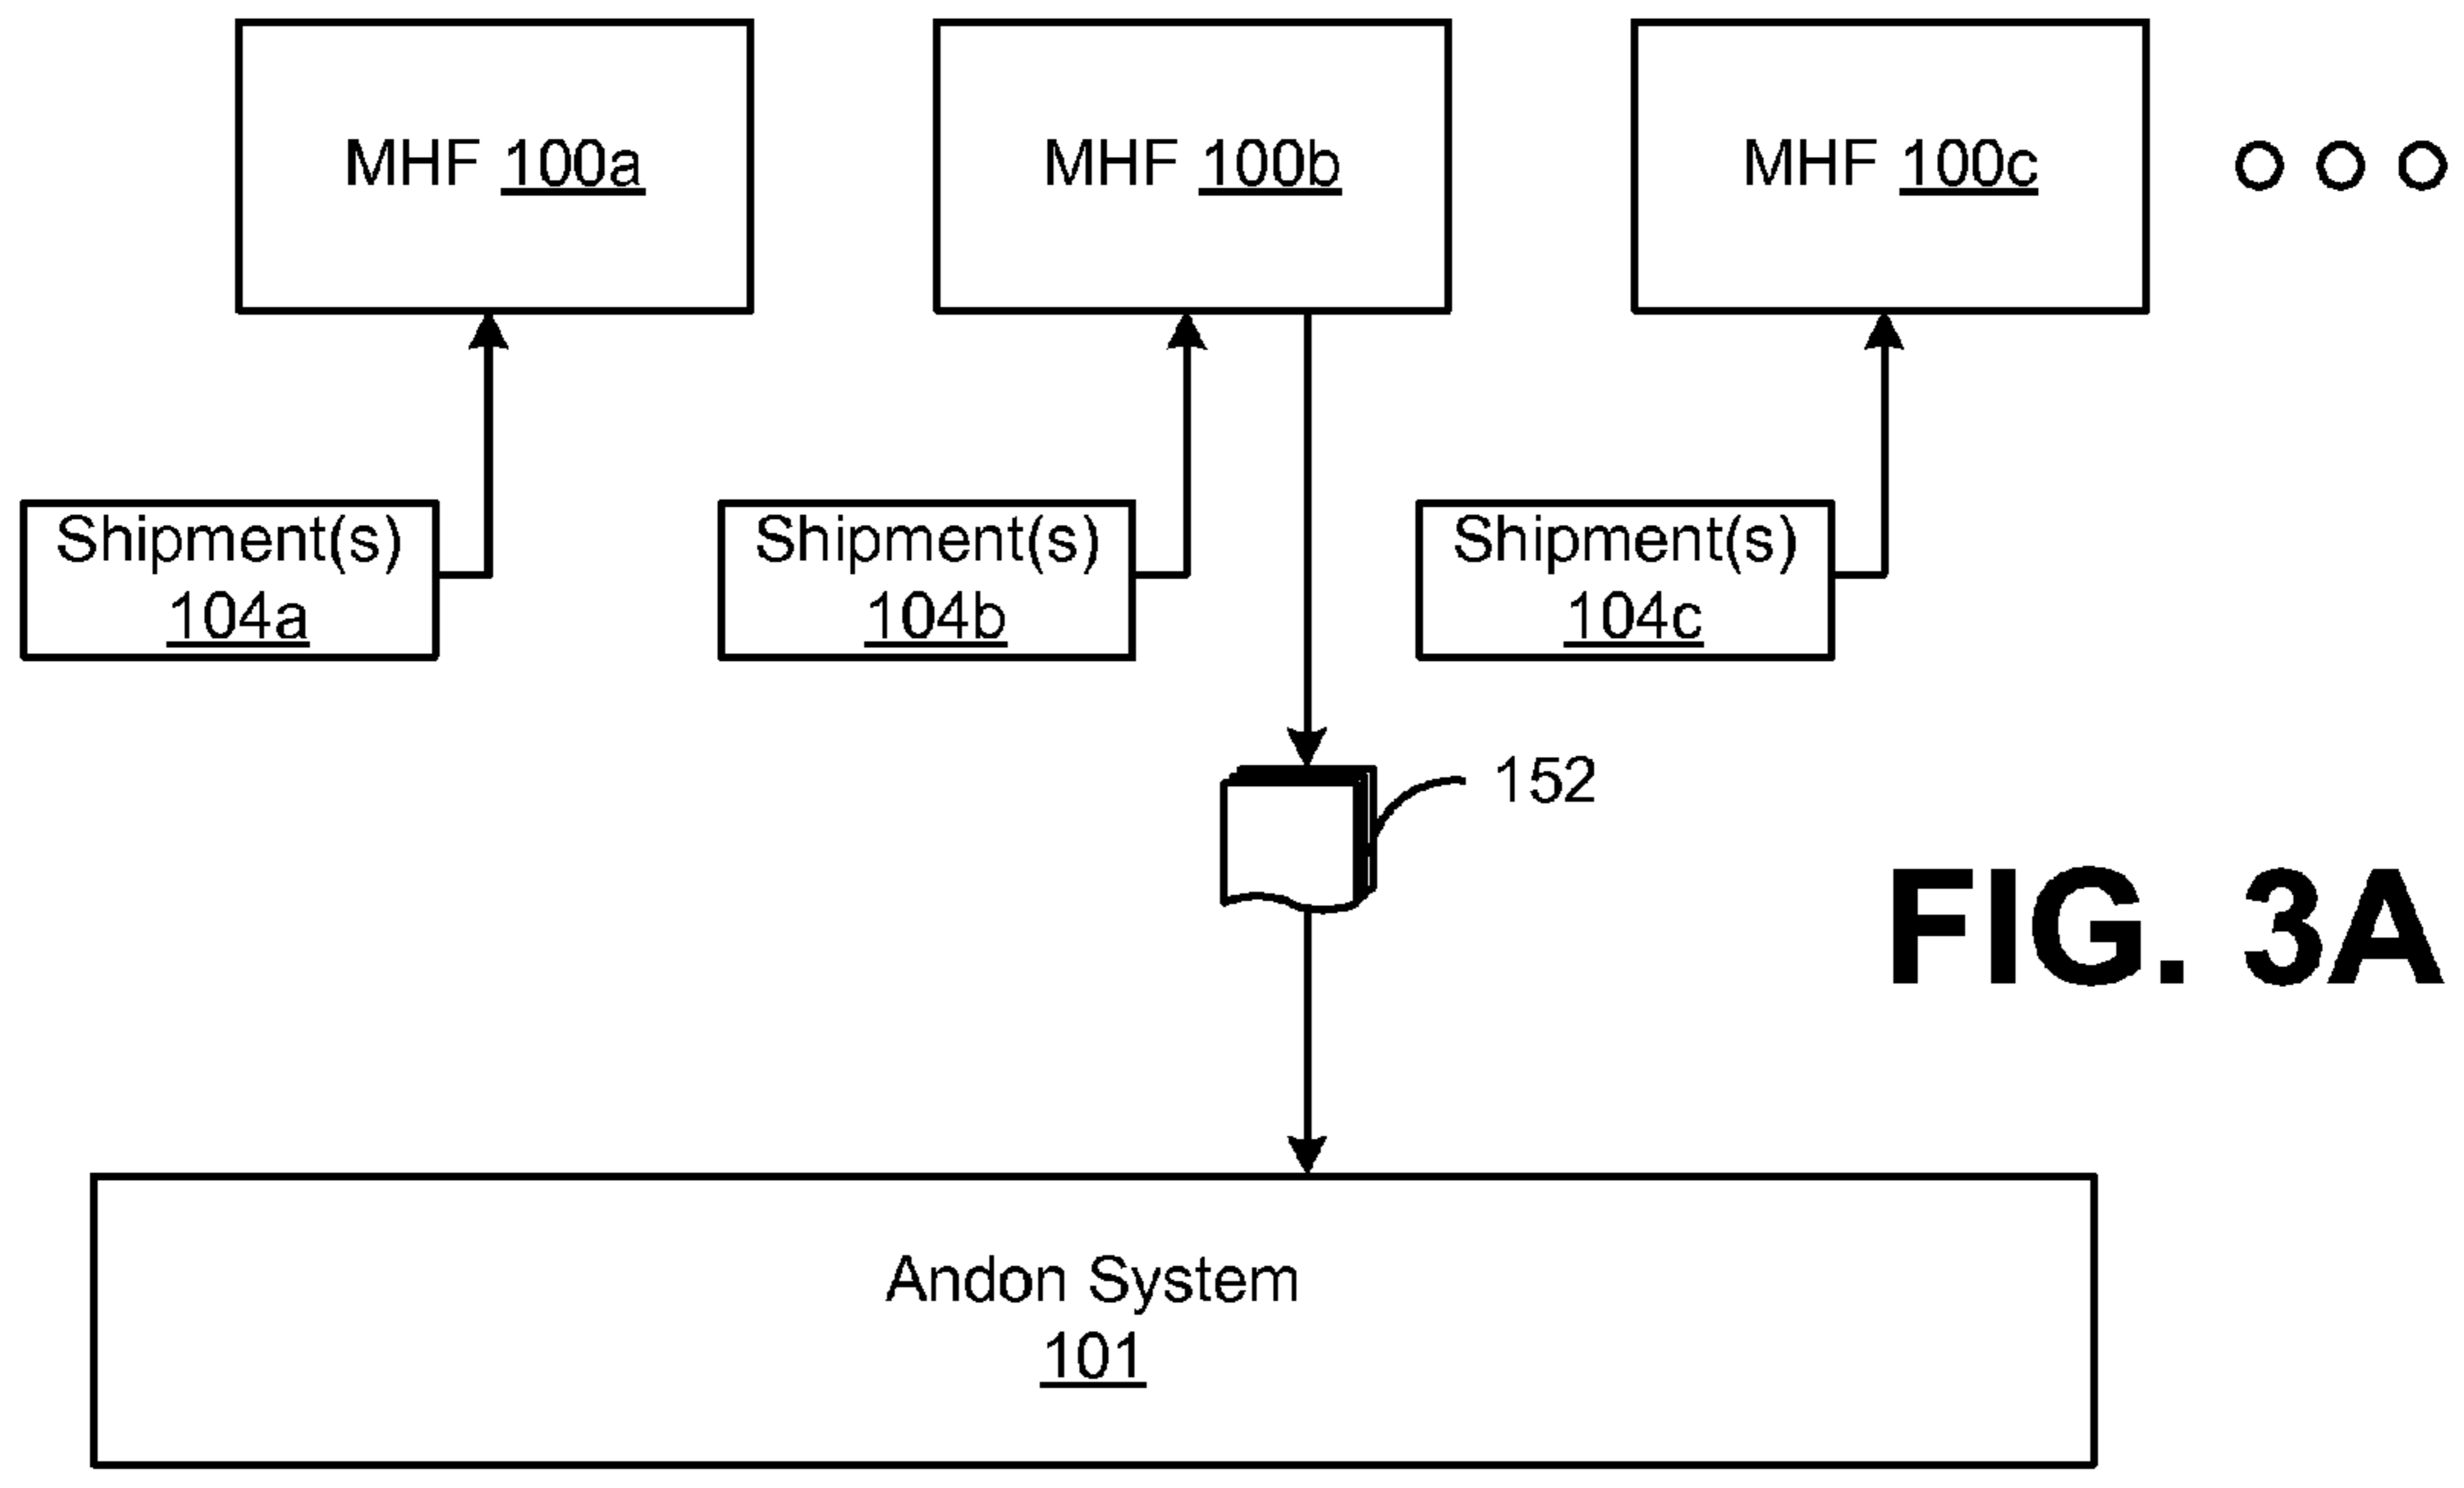 MHF 100a
MHF 100b
MHF 100c
Shipment(s)
104a
Shipment(s)
104b
Shipment(s)
104c
152
FIG. 3A
Andon System
101